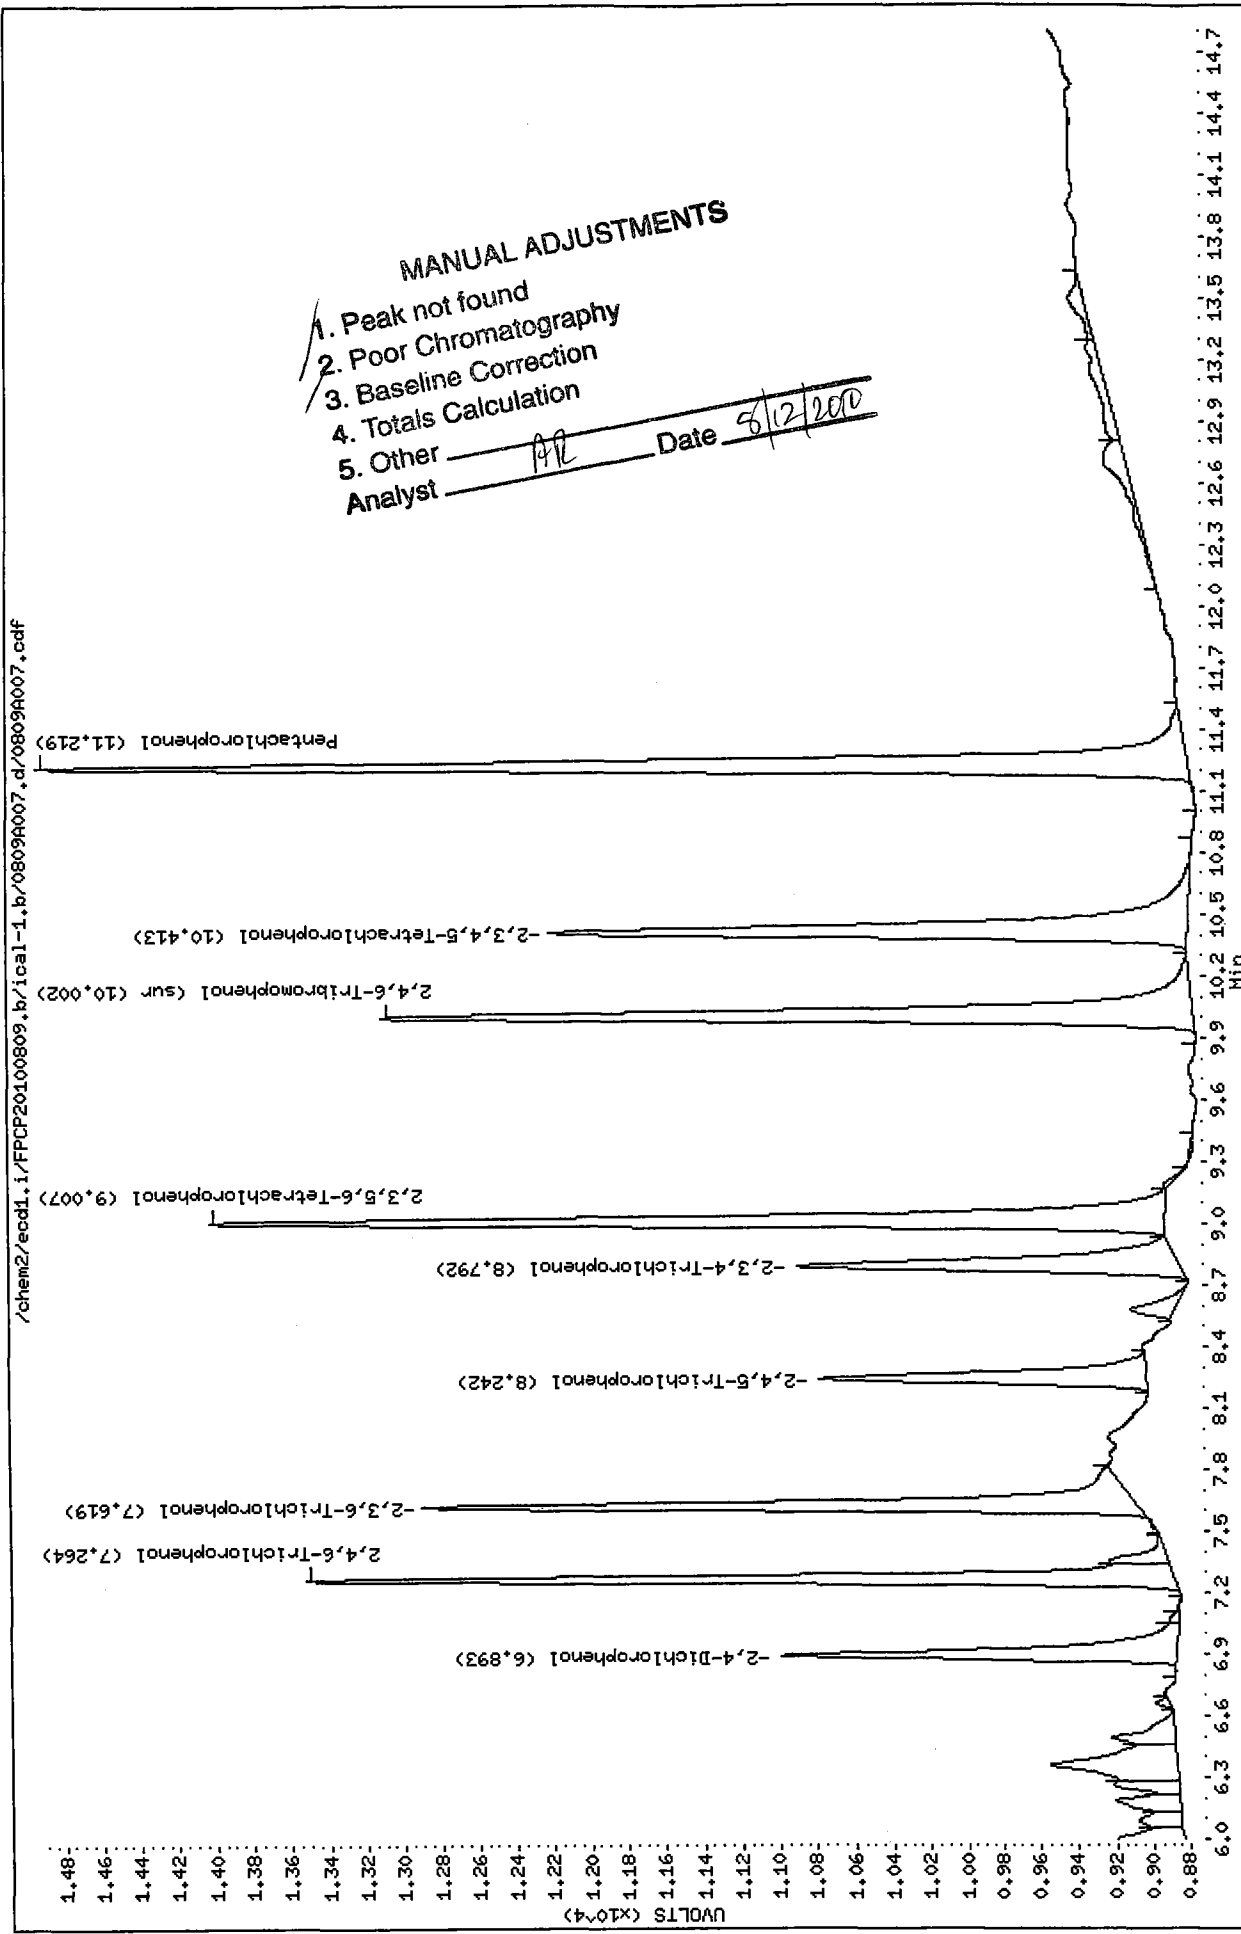 /chem2/ecd1.i/FPCP20100809.b/ical-1.b/0809A007.d/0809A007.cdf
MANUAL ADJUSTMENTS
1. Peak not found
2. Poor Chromatography
3. Baseline Correction
4. Totals Calculation
5. Other
Analyst AR Date 8/12/2010
-2,4-Dichlorophenol (6.893)
2,4,6-Trichlorophenol (7.264)
-2,3,6-Trichlorophenol (7.619)
-2,4,5-Trichlorophenol (8.242)
-2,3,4-Trichlorophenol (8.792)
2,3,5,6-Tetrachlorophenol (9.007)
2,4,6-Tribromophenol (sur (10.002)
-2,3,4,5-Tetrachlorophenol (10.413)
Pentachlorophenol (11.219)
UVOLTS (x10^4)
1.48
1.46
1.44
1.42
1.40
1.38
1.36
1.34
1.32
1.30
1.28
1.26
1.24
1.22
1.20
1.18
1.16
1.14
1.12
1.10
1.08
1.06
1.04
1.02
1.00
0.98
0.96
0.94
0.92
0.90
0.88
6.0 6.3 6.6 6.9 7.2 7.5 7.8 8.1 8.4 8.7 9.0 9.3 9.6 9.9 10.2 10.5 10.8 11.1 11.4 11.7 12.0 12.3 12.6 12.9 13.2 13.5 13.8 14.1 14.4 14.7
Min